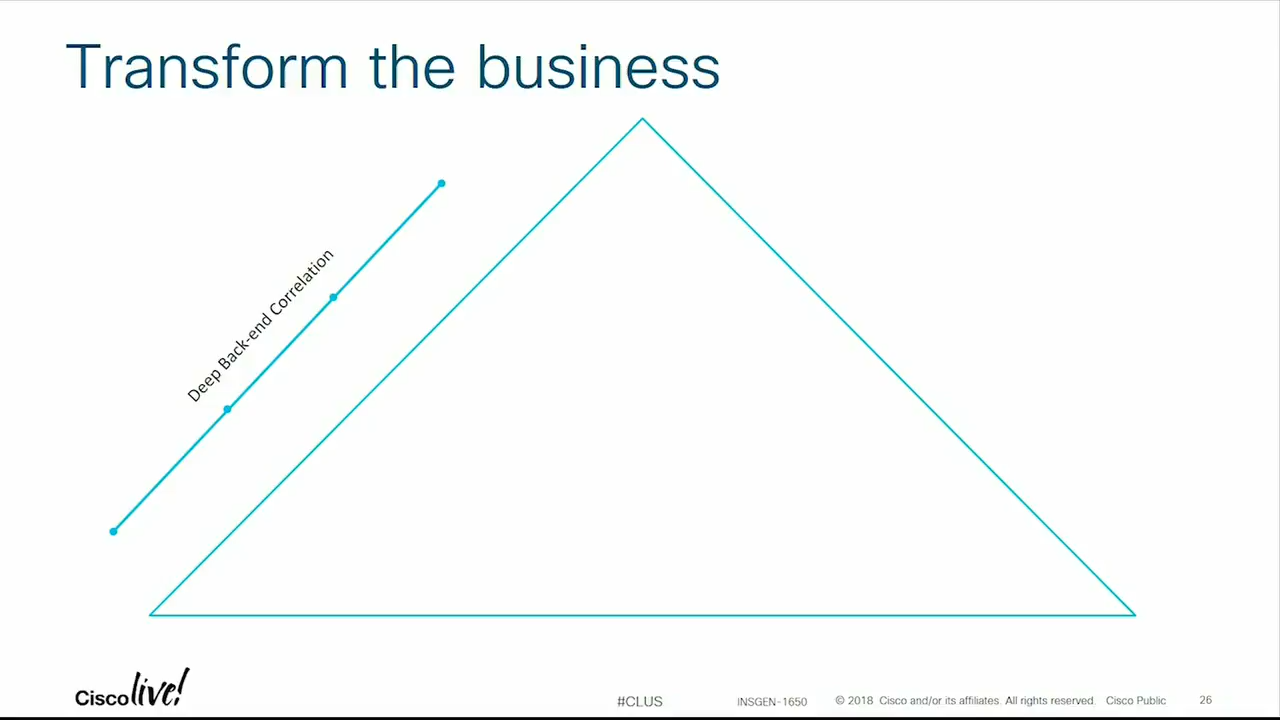 Transform the business
Deep Back-end Correlation
Cisco live!
#CLUS
INSGEN-1650
© 2018 Cisco and/or its affiliates. All rights reserved. Cisco Public
26